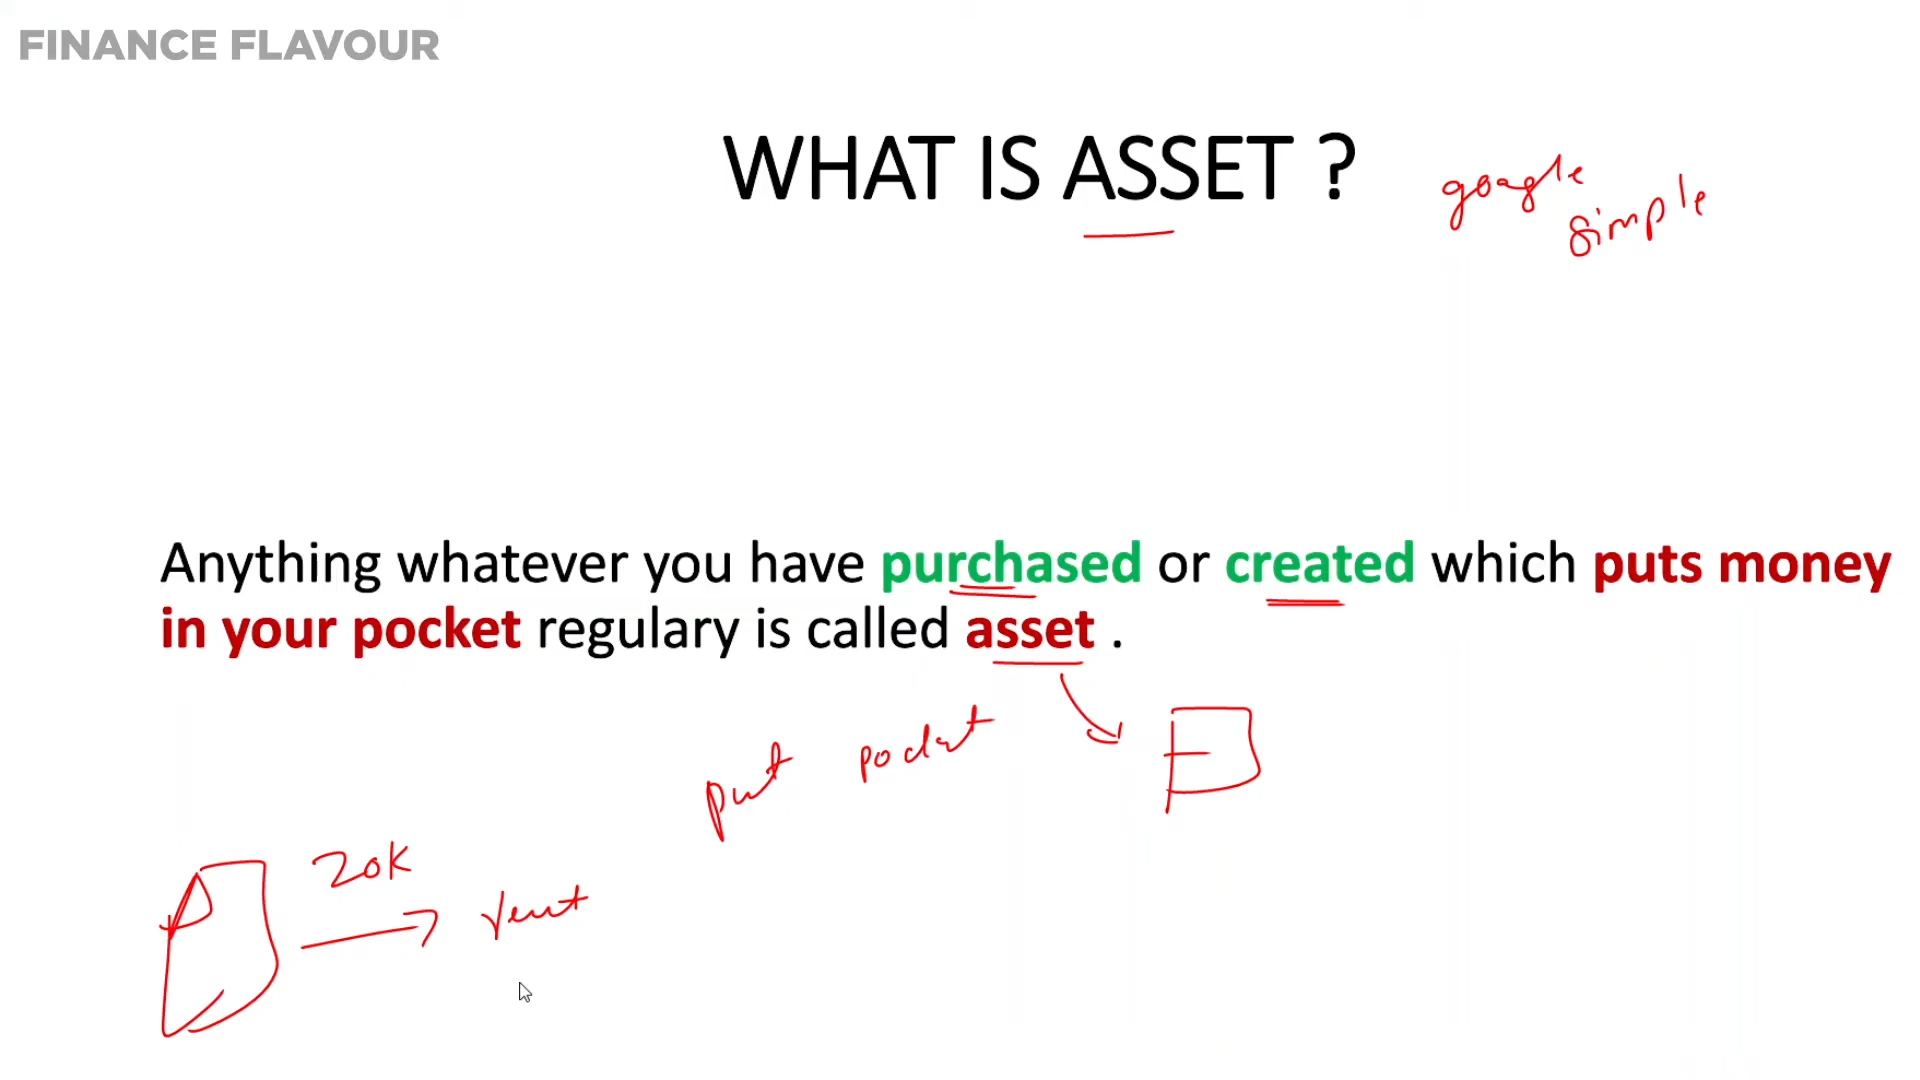 FINANCE FLAVOUR
WHAT IS ASSET ?
google
simple
Anything whatever you have purchased or created which puts money
in your pocket regulary is called asset .
put pocket
20K
rent